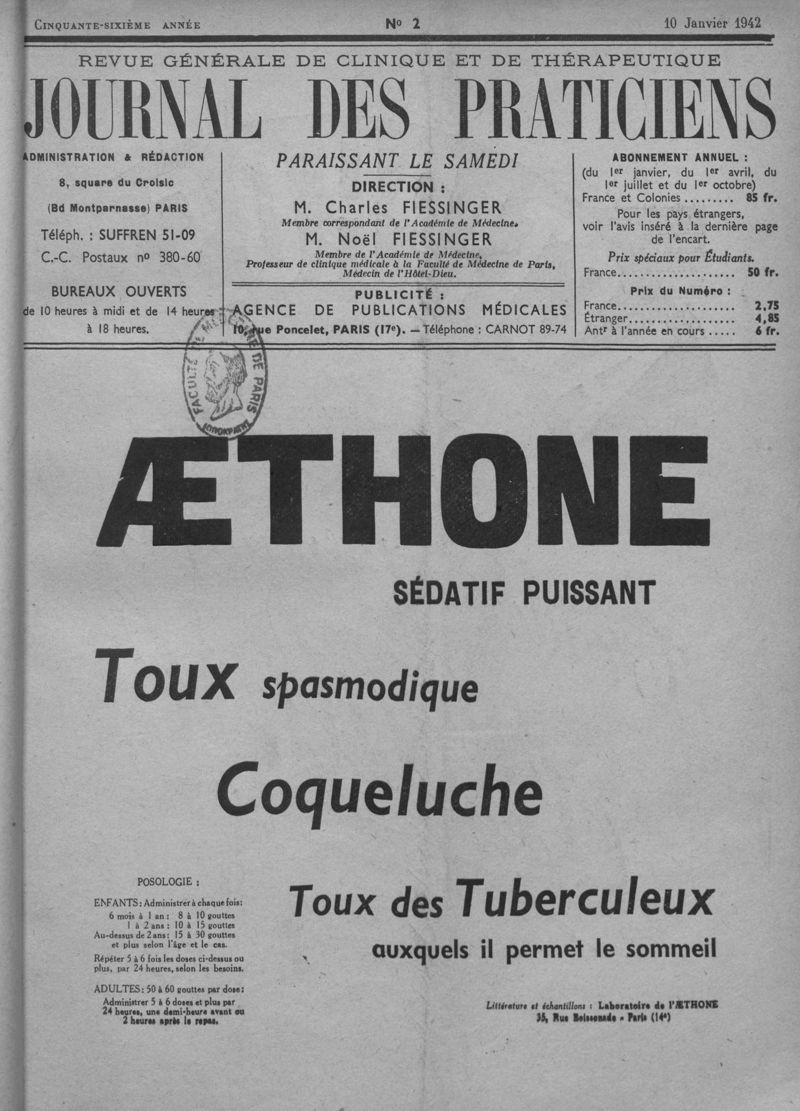 CINQUANTE-SIXIÈME ANNÉE
No 2
10 Janvier 1942
REVUE GÉNÉRALE DE CLINIQUE ET DE THÉRAPEUTIQUE
JOURNAL DES PRATICIENS
ADMINISTRATION & RÉDACTION
8, square du Croisic
(Bd Montparnasse) PARIS
Téléph. : SUFFREN 51-09
C.-C. Postaux no 380-60
BUREAUX OUVERTS
de 10 heures à midi et de 14 heures
à 18 heures.
PARAISSANT LE SAMEDI
DIRECTION :
M. Charles FIESSINGER
Membre correspondant de l'Académie de Médecine.
M. Noël FIESSINGER
Membre de l'Académie de Médecine,
Professeur de clinique médicale à la Faculté de Médecine de Paris,
Médecin de l'Hôtel-Dieu.
PUBLICITÉ :
AGENCE DE PUBLICATIONS MÉDICALES
10, rue Poncelet, PARIS (17e). — Téléphone : CARNOT 89-74
ABONNEMENT ANNUEL :
(du 1er janvier, du 1er avril, du
1er juillet et du 1er octobre)
France et Colonies ......... 85 fr.
Pour les pays étrangers,
voir l'avis inséré à la dernière page
de l'encart.
Prix spéciaux pour Étudiants.
France.................... 50 fr.
Prix du Numéro :
France.................... 2,75
Étranger.................. 4,85
Antr à l'année en cours ..... 6 fr.
FACULTÉ DE MÉDECINE DE PARIS
ÆTHONE
SÉDATIF PUISSANT
Toux spasmodique
Coqueluche
Toux des Tuberculeux
auxquels il permet le sommeil
POSOLOGIE :
ENFANTS : Administrer à chaque fois :
6 mois à 1 an : 8 à 10 gouttes
1 à 2 ans : 10 à 15 gouttes
Au-dessus de 2 ans : 15 à 30 gouttes
et plus selon l'âge et le cas.
Répéter 5 à 6 fois les doses ci-dessus ou
plus, par 24 heures, selon les besoins.
ADULTES : 50 à 60 gouttes par dose :
Administrer 5 à 6 doses et plus par
24 heures, une demi-heure avant ou
2 heures après le repas.
Littérature et échantillons : Laboratoire de l'ÆTHONE
35, Rue Boissonade - Paris (14e)